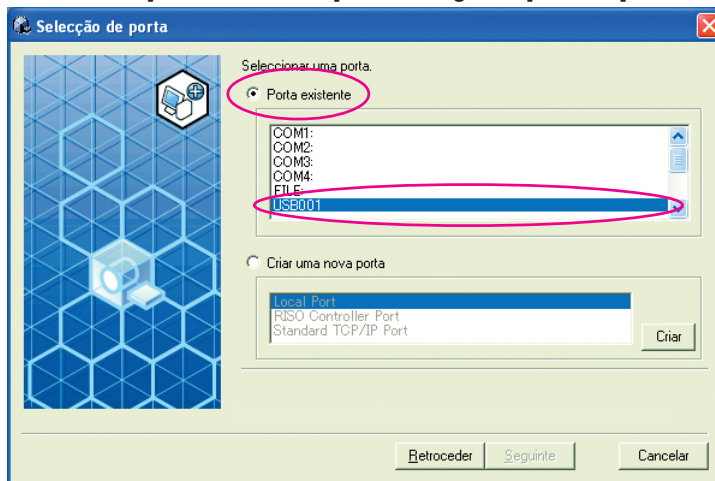 Selecção de porta
Seleccionar uma porta.
Porta existente
COM1:
COM2:
COM3:
COM4:
FILE:
USB001
Criar uma nova porta
Local Port
RISO Controller Port
Standard TCP/IP Port
Criar
Retroceder
Seguinte
Cancelar